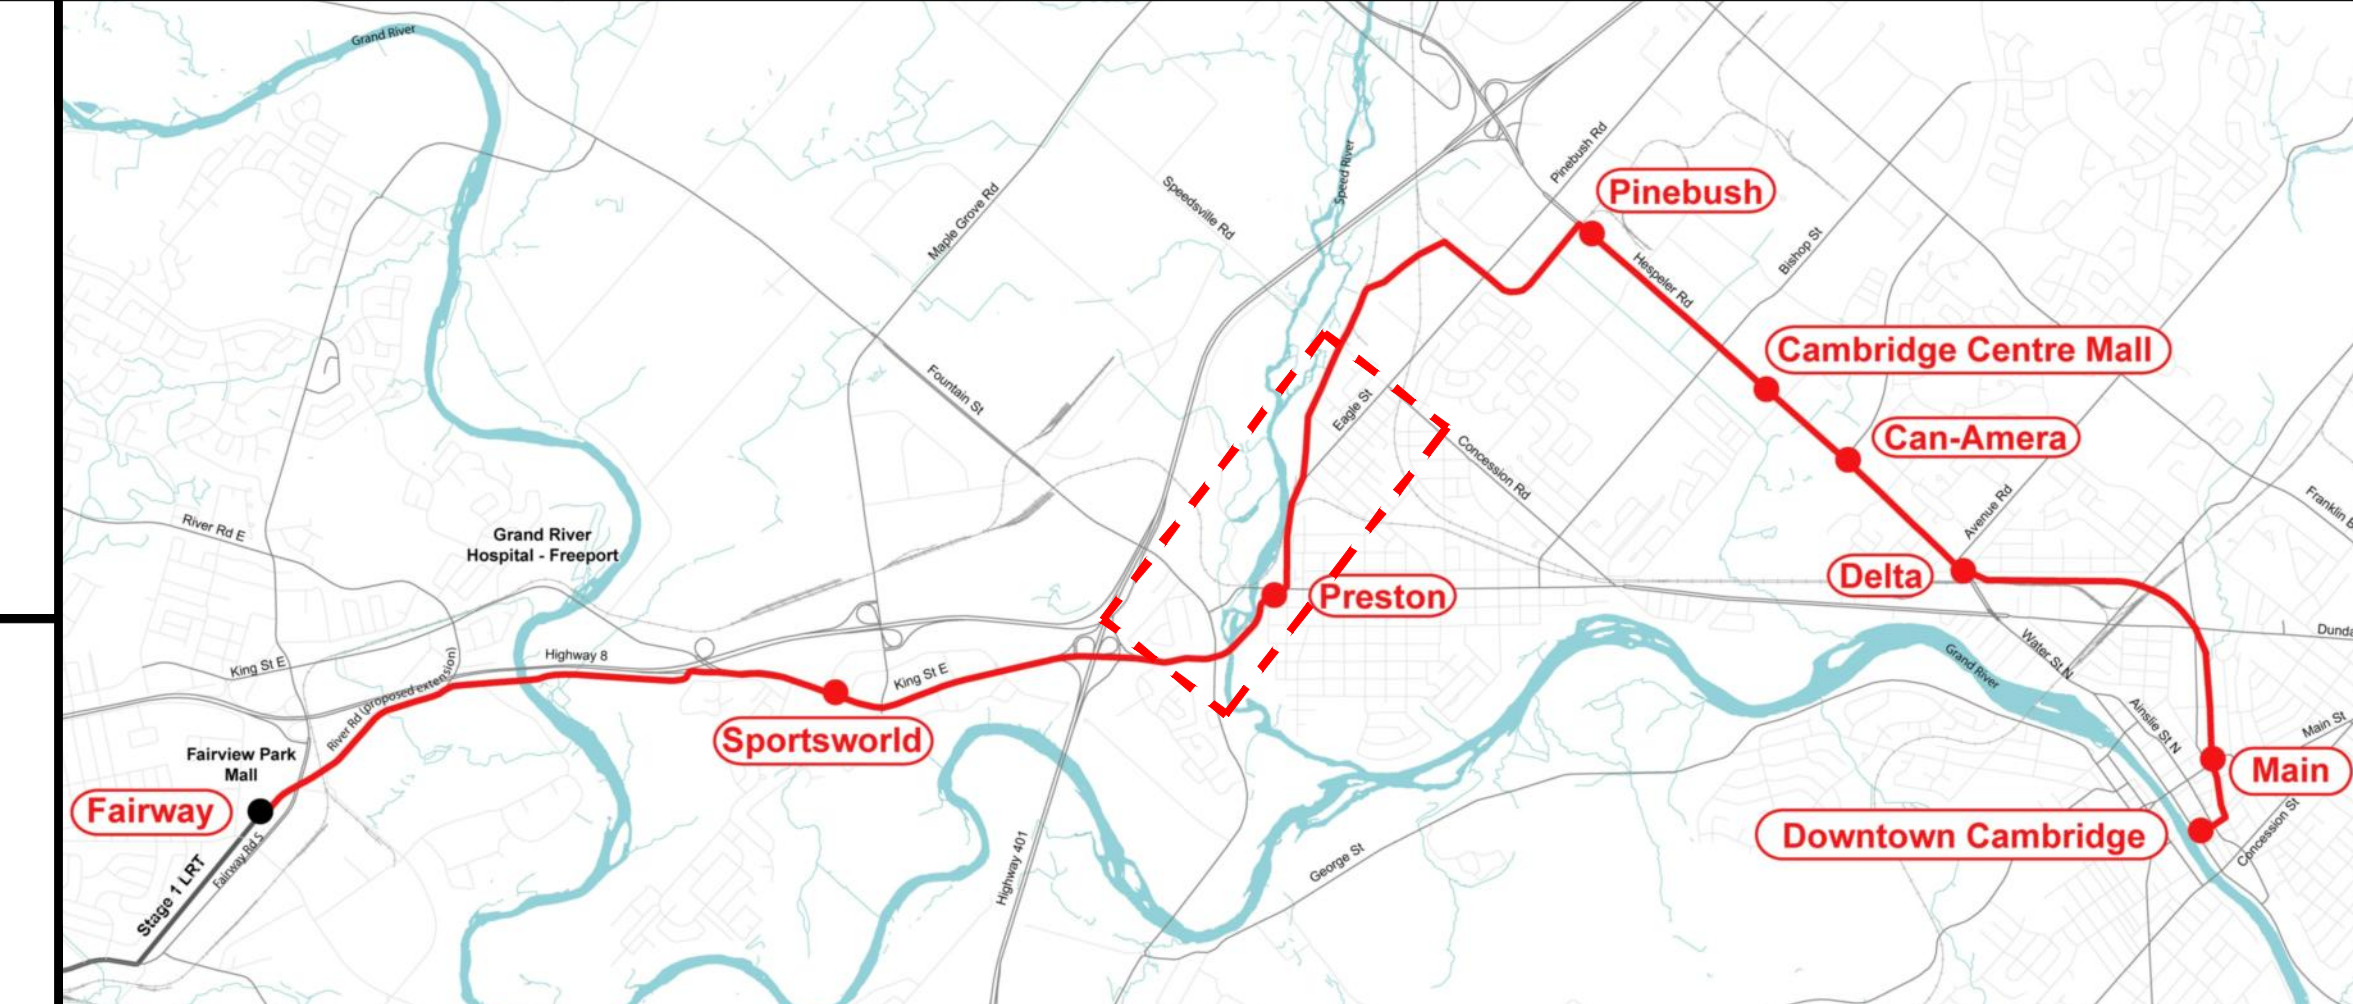 Grand River
Speed River
Pinebush Rd
Pinebush
Maple Grove Rd
Speedsville Rd
Bishop St
Hespeler Rd
Cambridge Centre Mall
Fountain St
Eagle St
Can-Amera
Concession Rd
Avenue Rd
Franklin B
River Rd E
Grand River
Hospital - Freeport
Delta
Preston
Dunda
King St E
Highway 8
River Rd (proposed extension)
King St E
Water St N
Grand River
Sportsworld
Ainslie St N
Main St
Fairview Park
Mall
Main
Fairway
Downtown Cambridge
Stage 1 LRT
Fairway Rd S
Highway 401
George St
Concession St